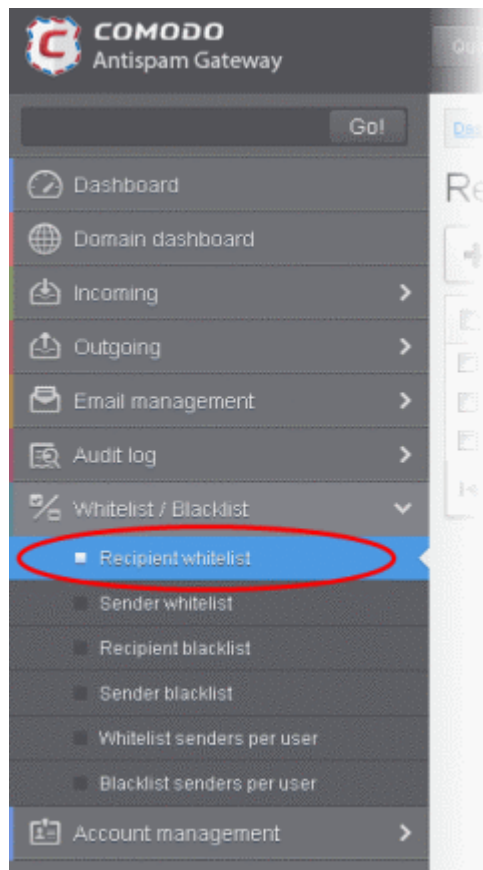 COMODO
Antispam Gateway
Go!
Dashboard
Domain dashboard
Incoming
Outgoing
Email management
Audit log
Whitelist / Blacklist
Recipient whitelist
Sender whitelist
Recipient blacklist
Sender blacklist
Whitelist senders per user
Blacklist senders per user
Account management